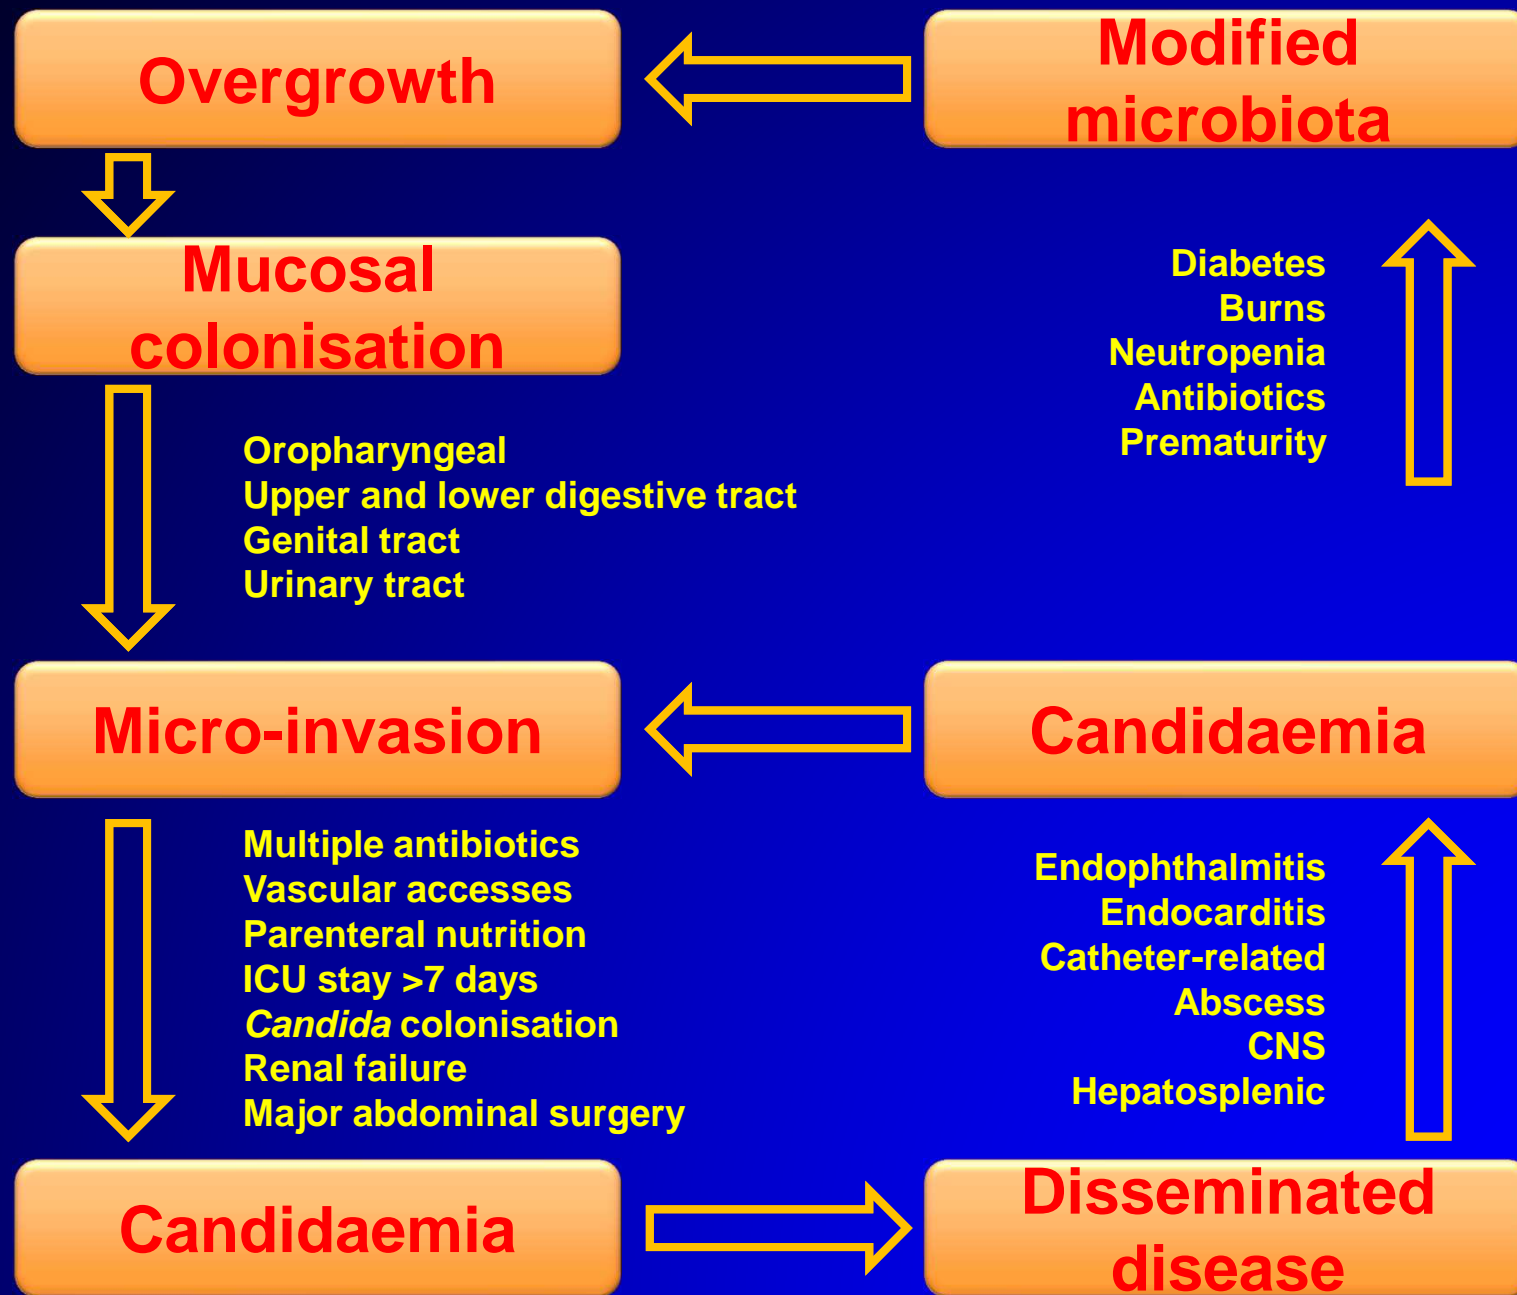 Overgrowth
Modified
microbiota
Mucosal
colonisation
Diabetes
Burns
Neutropenia
Antibiotics
Prematurity
Oropharyngeal
Upper and lower digestive tract
Genital tract
Urinary tract
Micro-invasion
Candidaemia
Multiple antibiotics
Vascular accesses
Parenteral nutrition
ICU stay >7 days
Candida colonisation
Renal failure
Major abdominal surgery
Endophthalmitis
Endocarditis
Catheter-related
Abscess
CNS
Hepatosplenic
Candidaemia
Disseminated
disease